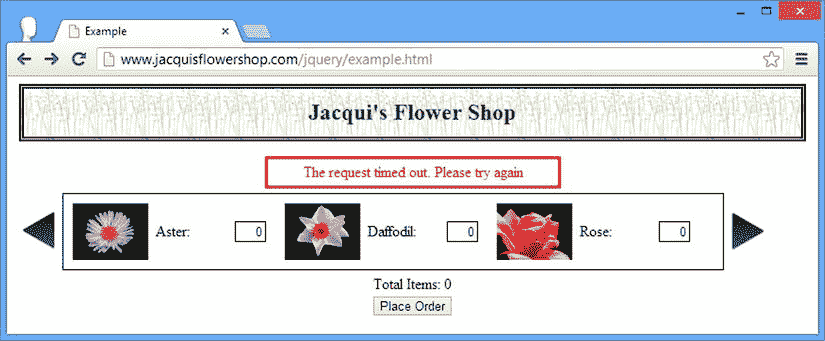 Example
www.jacquisflowershop.com/jquery/example.html
Jacqui's Flower Shop
The request timed out. Please try again
Aster: 0 Daffodil: 0 Rose: 0
Total Items: 0
Place Order